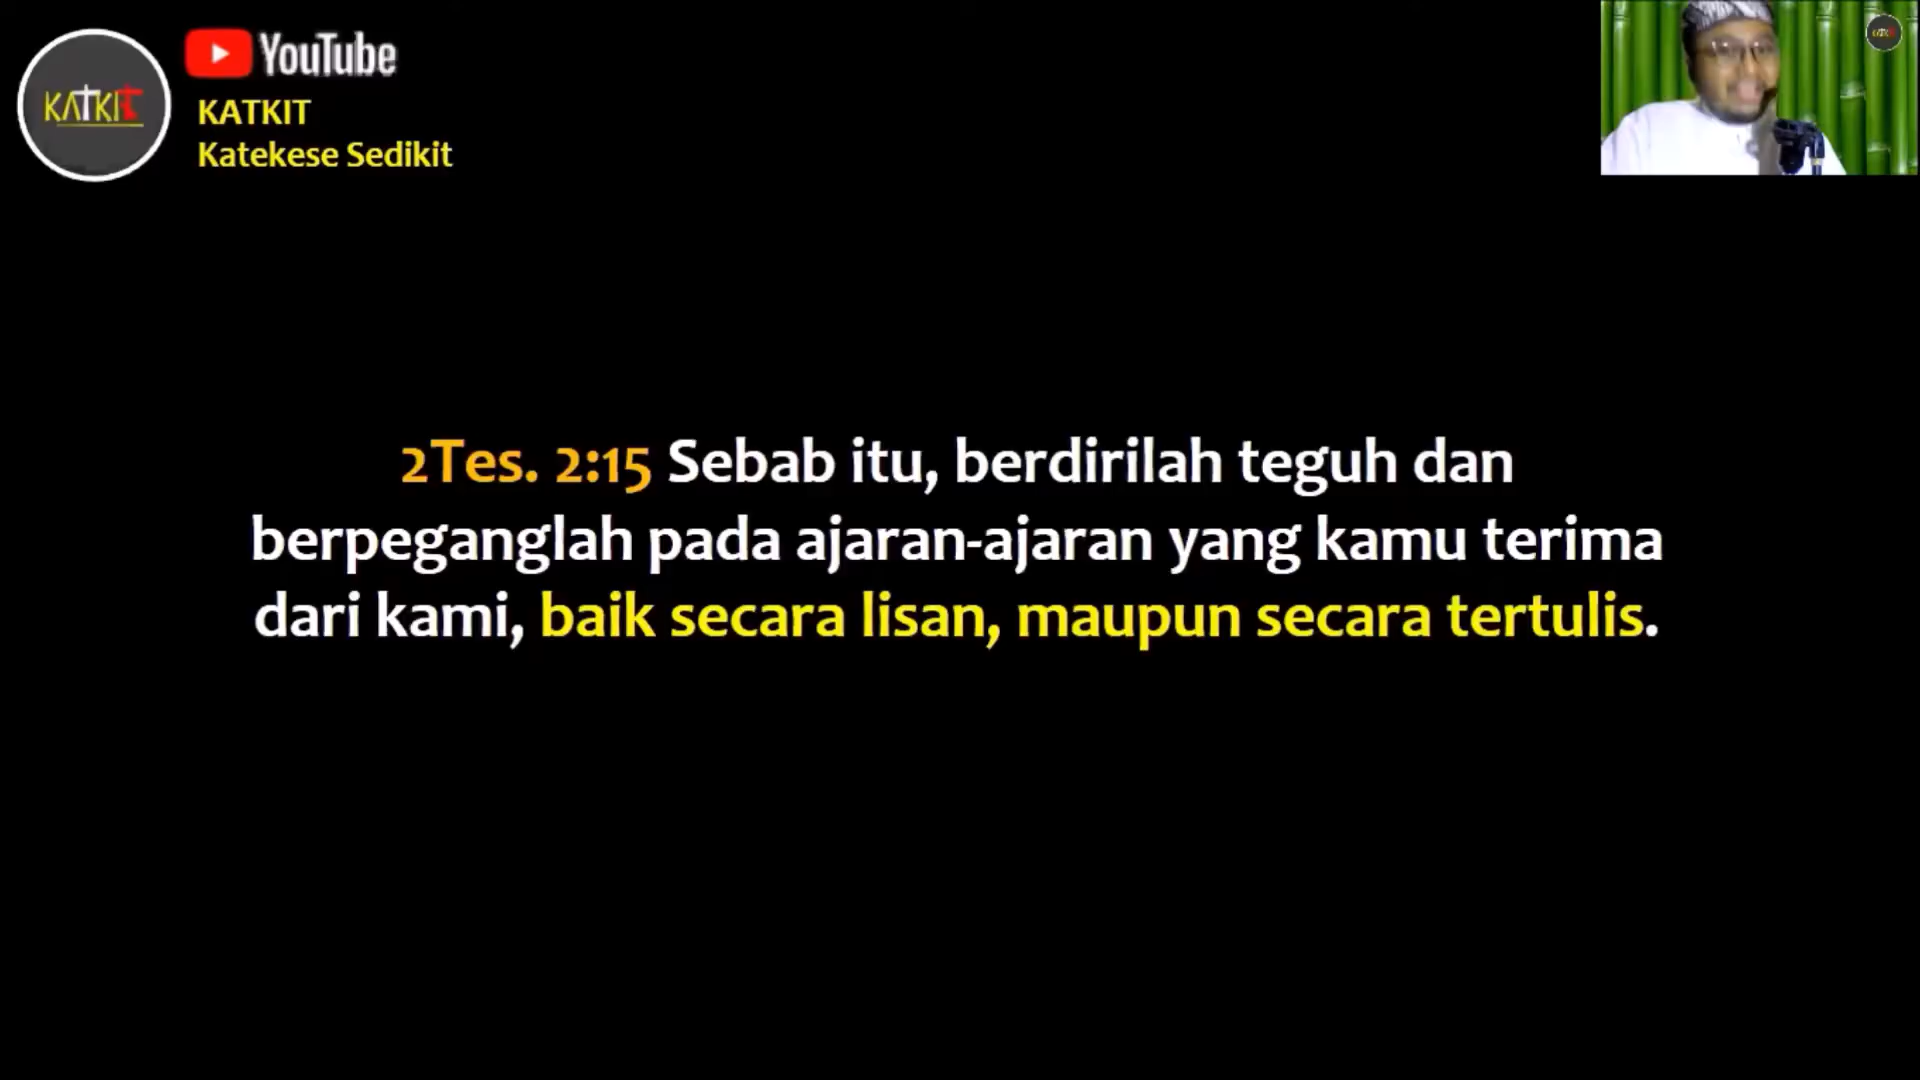 KATKIT
YouTube
KATKIT
Katekese Sedikit
2Tes. 2:15 Sebab itu, berdirilah teguh dan
berpeganglah pada ajaran-ajaran yang kamu terima
dari kami, baik secara lisan, maupun secara tertulis.